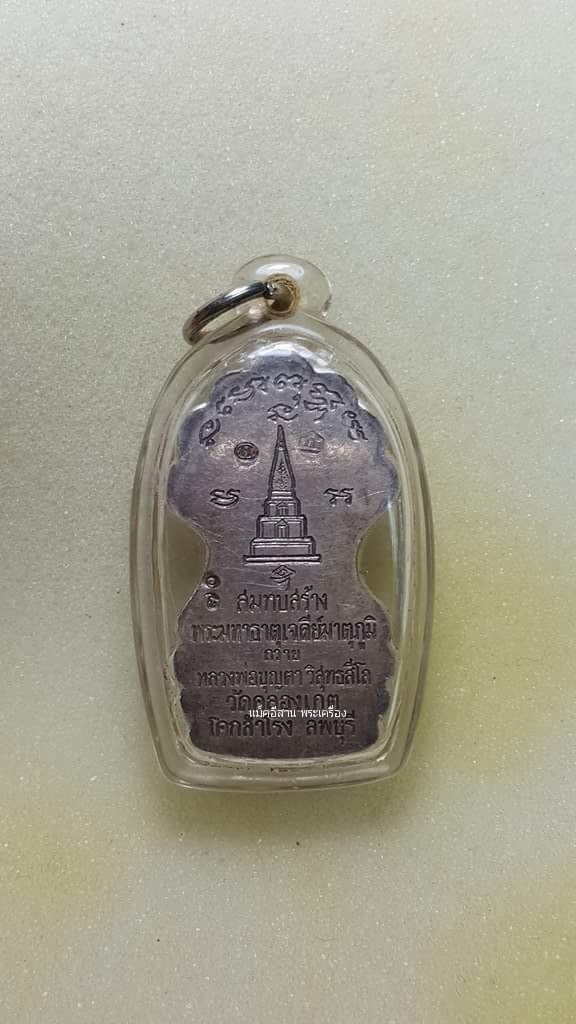 สมทบสร้าง
พระมหาธาตุเจดีย์มาตุภูมิ
ถวาย
หลวงพ่อบุญตา วิสุทธสีโล
วัดคลองเกตุ
แม็คอีสาน พระเครื่อง
โคกสำโรง ลพบุรี